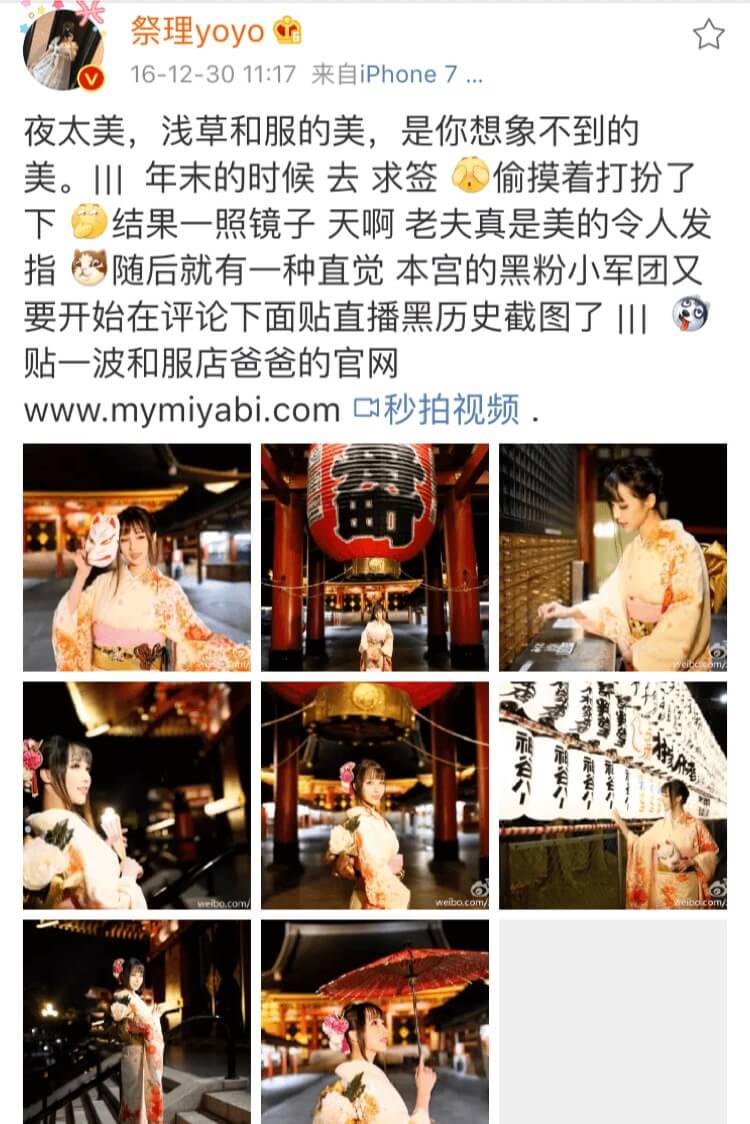 祭理yoyo
16-12-30 11:17 来自iPhone 7 ...
夜太美，浅草和服的美，是你想象不到的
美。||| 年末的时候 去 求签 偷摸着打扮了
下 结果一照镜子 天啊 老夫真是美的令人发
指 随后就有一种直觉 本宫的黑粉小军团又
要开始在评论下面贴直播黑历史截图了 |||
贴一波和服店爸爸的官网
www.mymiyabi.com 秒拍视频 .
weibo.com/
weibo.com/
weibo.com/
weibo.com/